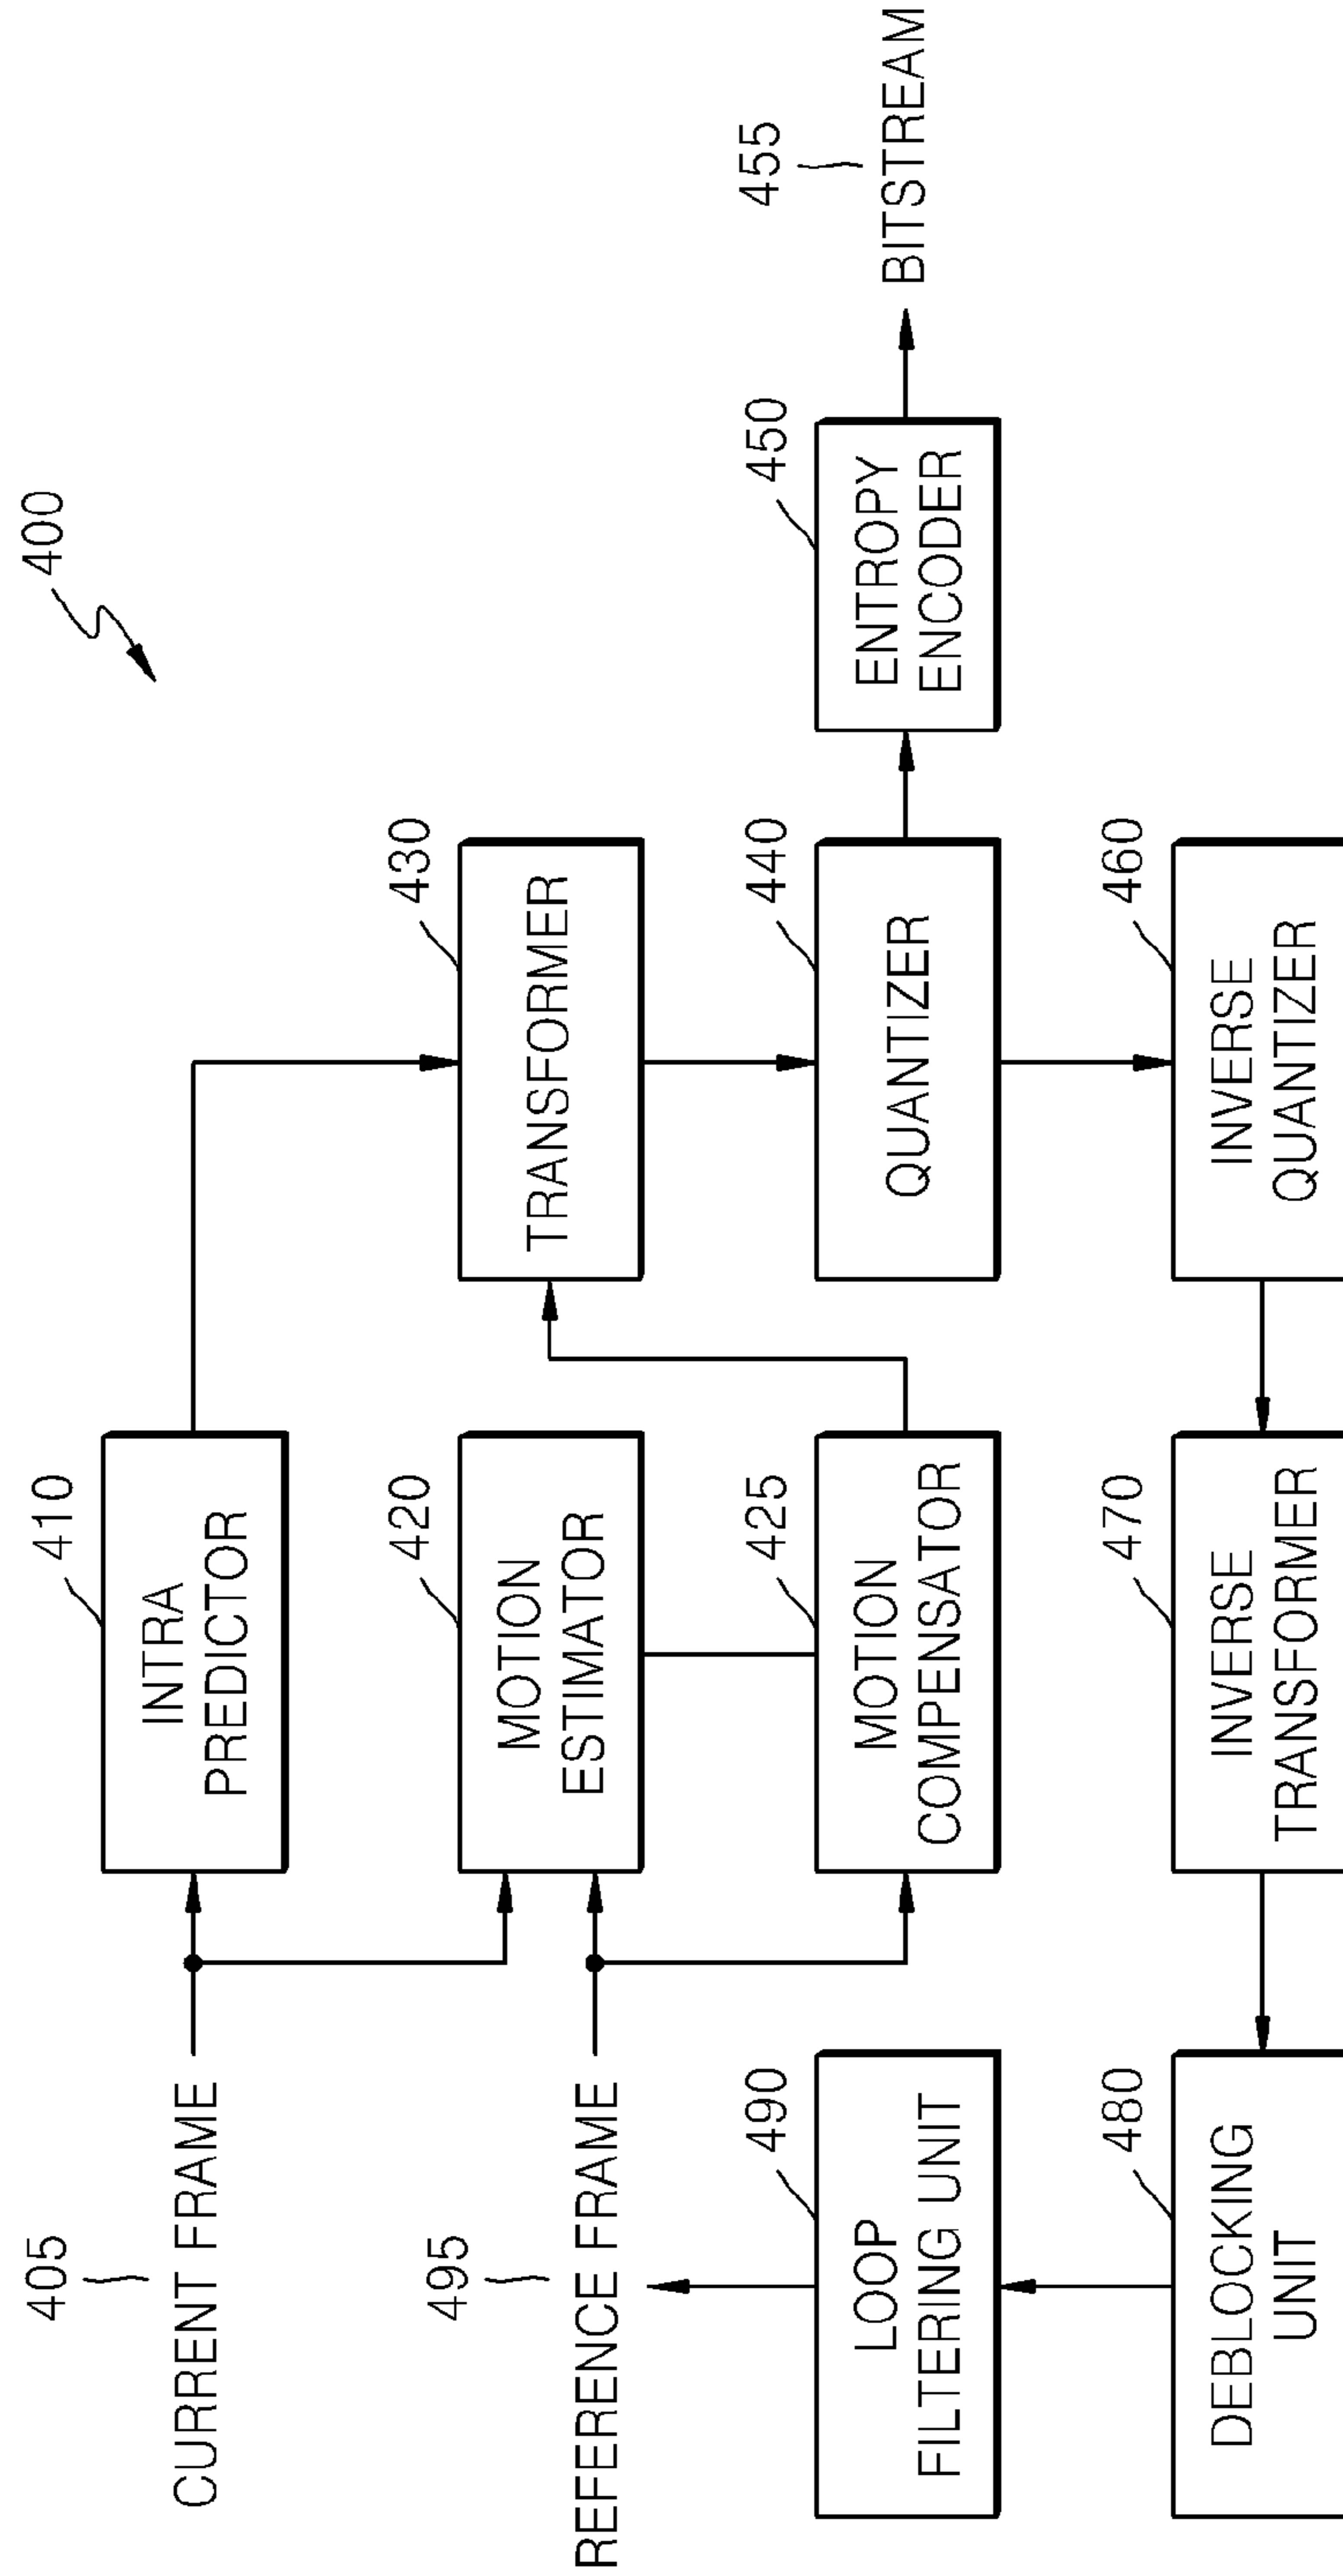 400
405
CURRENT FRAME
410
INTRA
PREDICTOR
495
REFERENCE FRAME
420
MOTION
ESTIMATOR
430
TRANSFORMER
490
LOOP
FILTERING UNIT
425
MOTION
COMPENSATOR
440
QUANTIZER
450
ENTROPY
ENCODER
455
BITSTREAM
480
DEBLOCKING
UNIT
470
INVERSE
TRANSFORMER
460
INVERSE
QUANTIZER